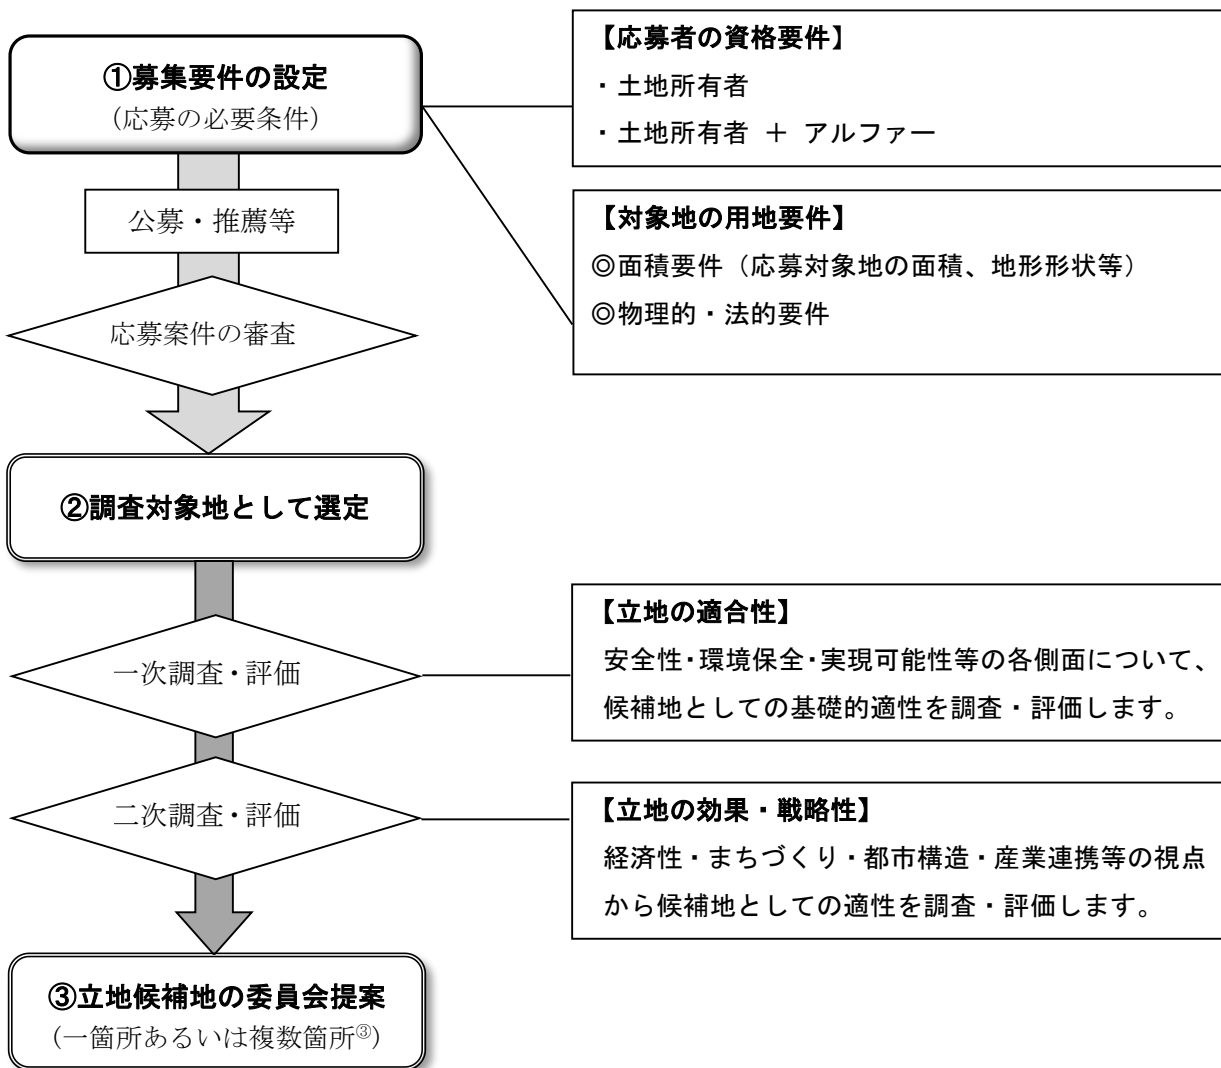 ①募集要件の設定
（応募の必要条件）
【応募者の資格要件】
・土地所有者
・土地所有者 ＋ アルファー
公募・推薦等
【対象地の用地要件】
◎面積要件（応募対象地の面積、地形形状等）
◎物理的・法的要件
応募案件の審査
②調査対象地として選定
一次調査・評価
【立地の適合性】
安全性・環境保全・実現可能性等の各側面について、
候補地としての基礎的適性を調査・評価します。
二次調査・評価
【立地の効果・戦略性】
経済性・まちづくり・都市構造・産業連携等の視点
から候補地としての適性を調査・評価します。
③立地候補地の委員会提案
（一箇所あるいは複数箇所③）